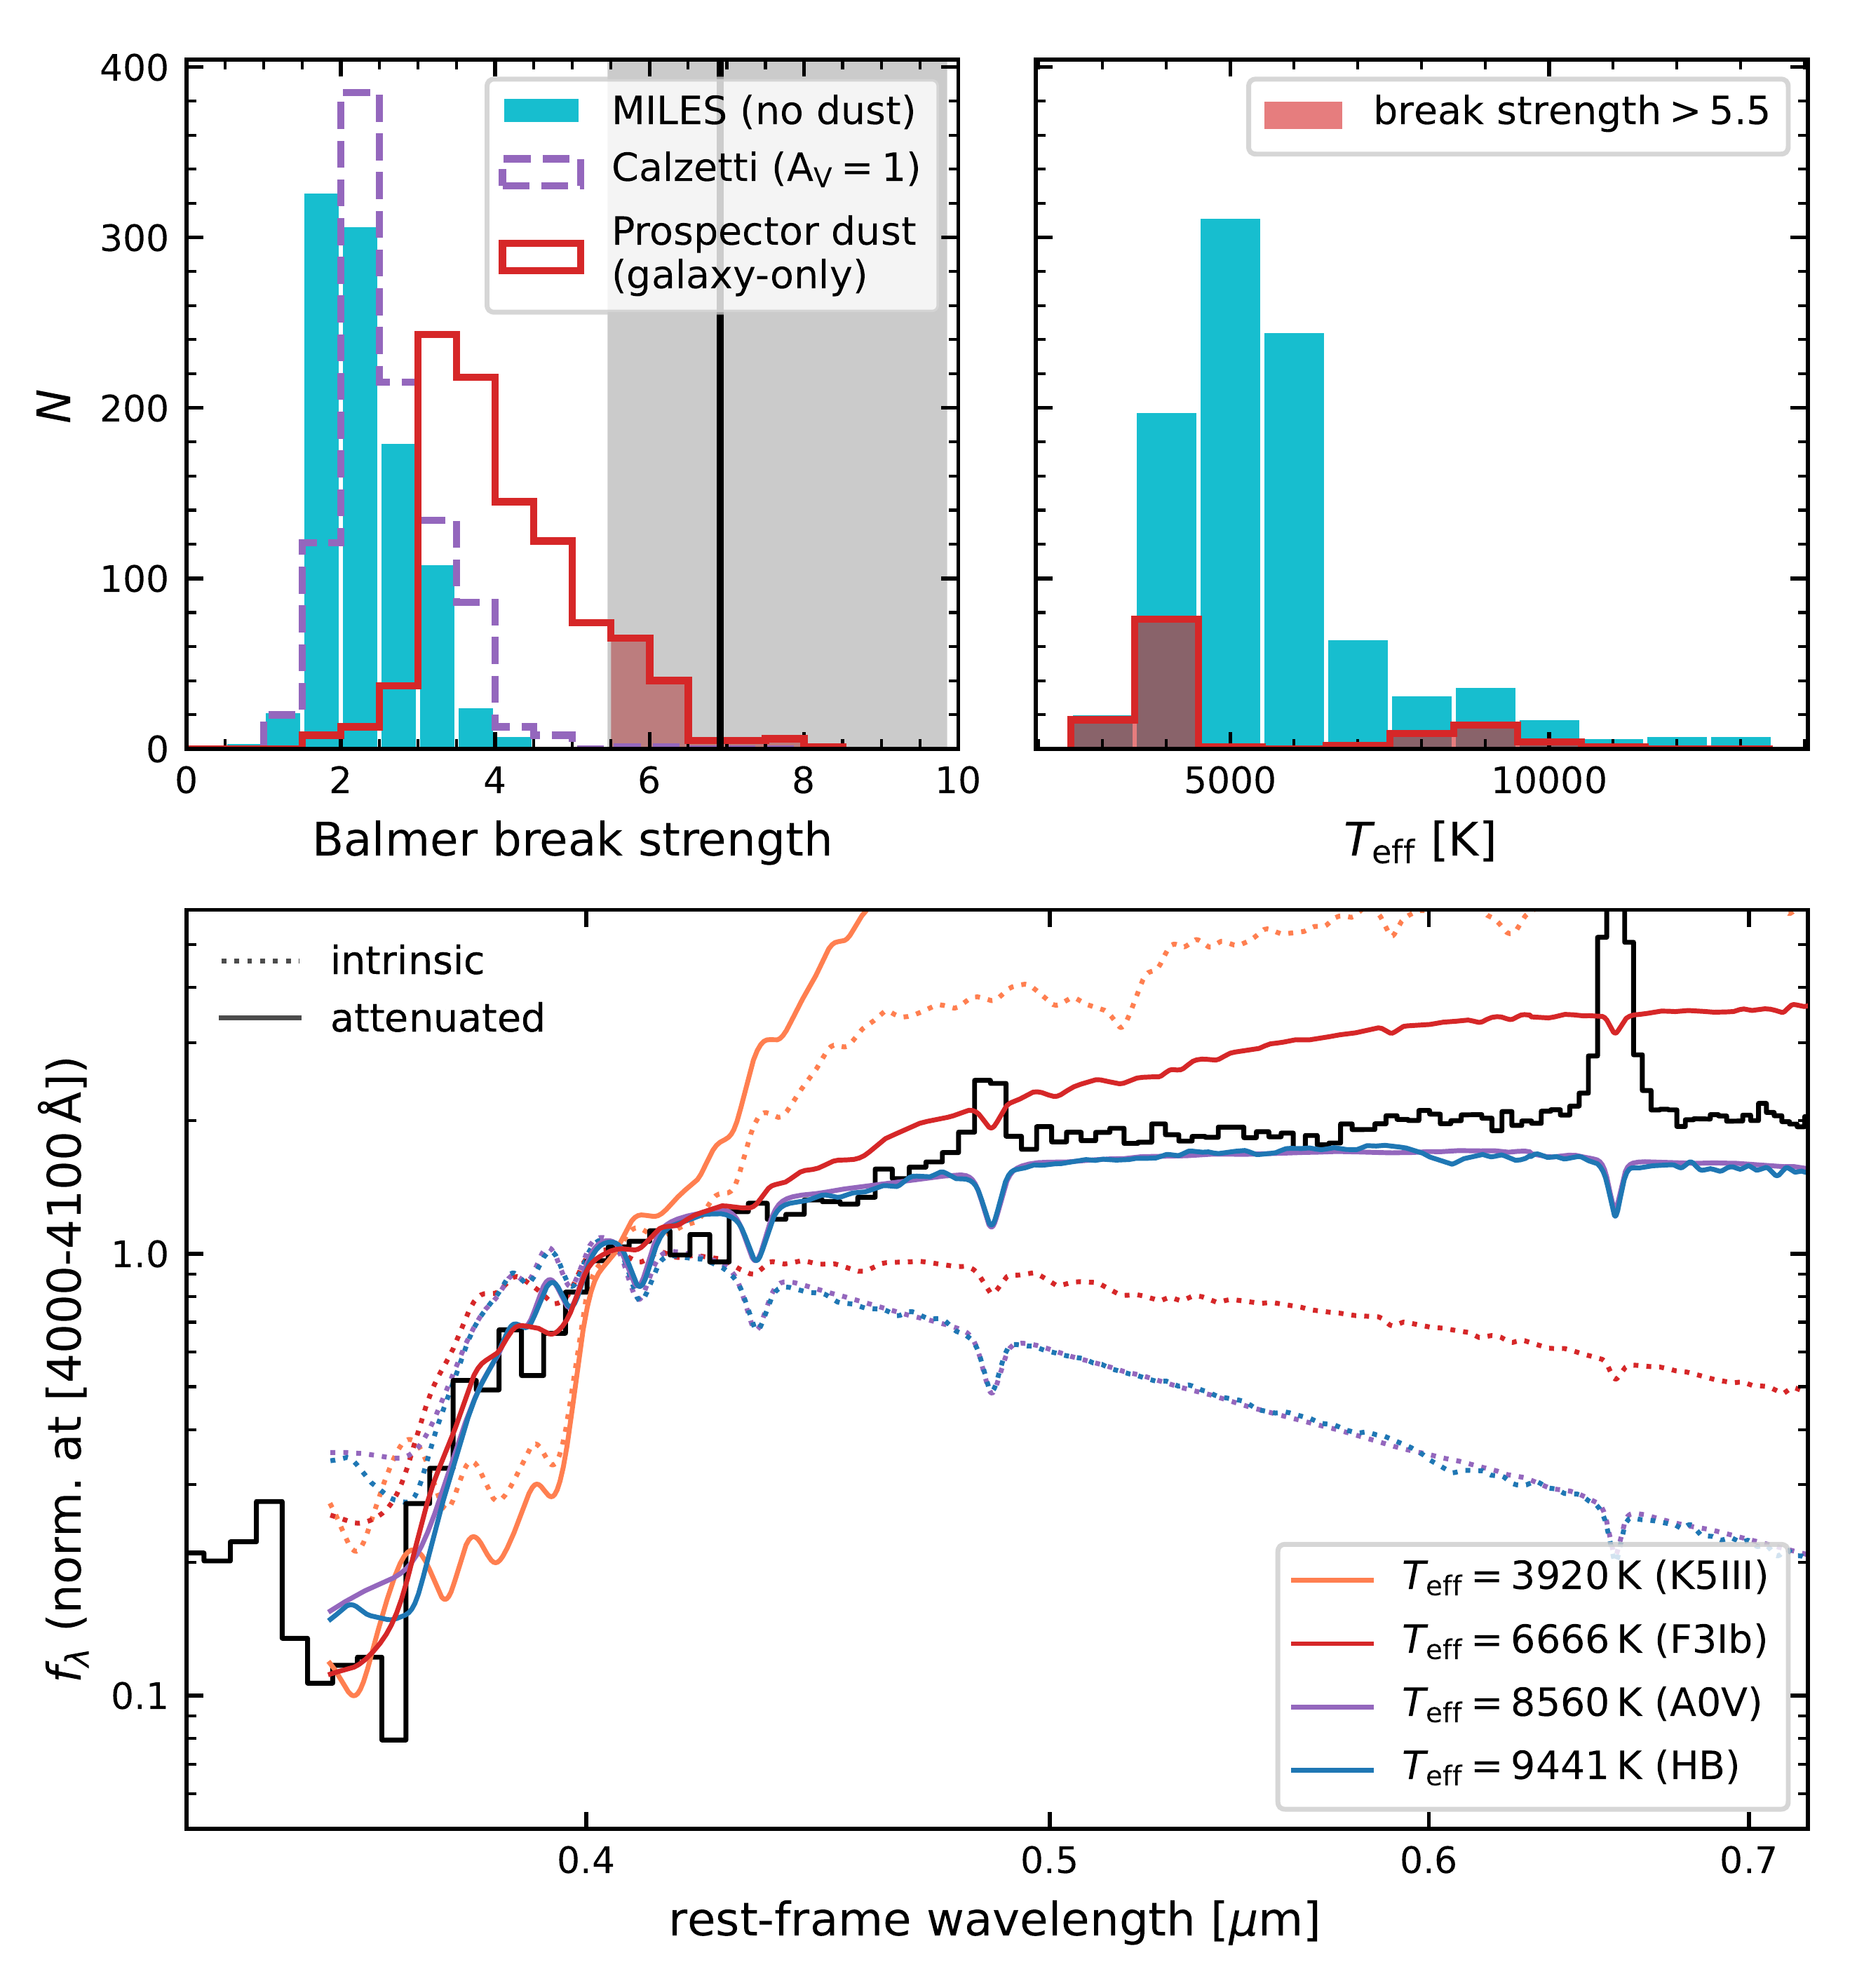 400
300
200
100
0
N
0
2
4
6
8
10
Balmer break strength
MILES (no dust)
Calzetti (A_V = 1)
Prospector dust
(galaxy-only)
break strength > 5.5
5000
10000
T_eff [K]
intrinsic
attenuated
1.0
0.1
f_λ (norm. at [4000-4100 Å])
T_eff = 3920 K (K5III)
T_eff = 6666 K (F3Ib)
T_eff = 8560 K (A0V)
T_eff = 9441 K (HB)
0.4
0.5
0.6
0.7
rest-frame wavelength [μm]